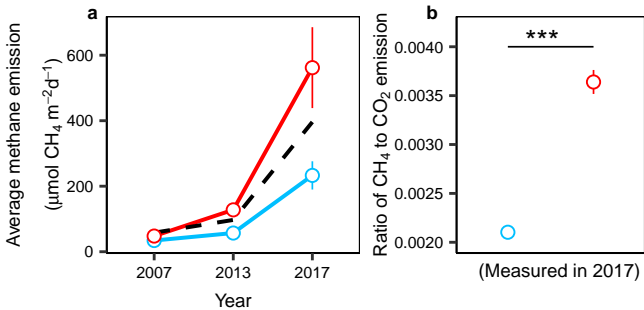 a
Average methane emission
(μmol CH₄ m⁻²d⁻¹)
600
400
200
0
2007
2013
2017
Year
b
Ratio of CH₄ to CO₂ emission
0.0040
0.0035
0.0030
0.0025
0.0020
***
(Measured in 2017)